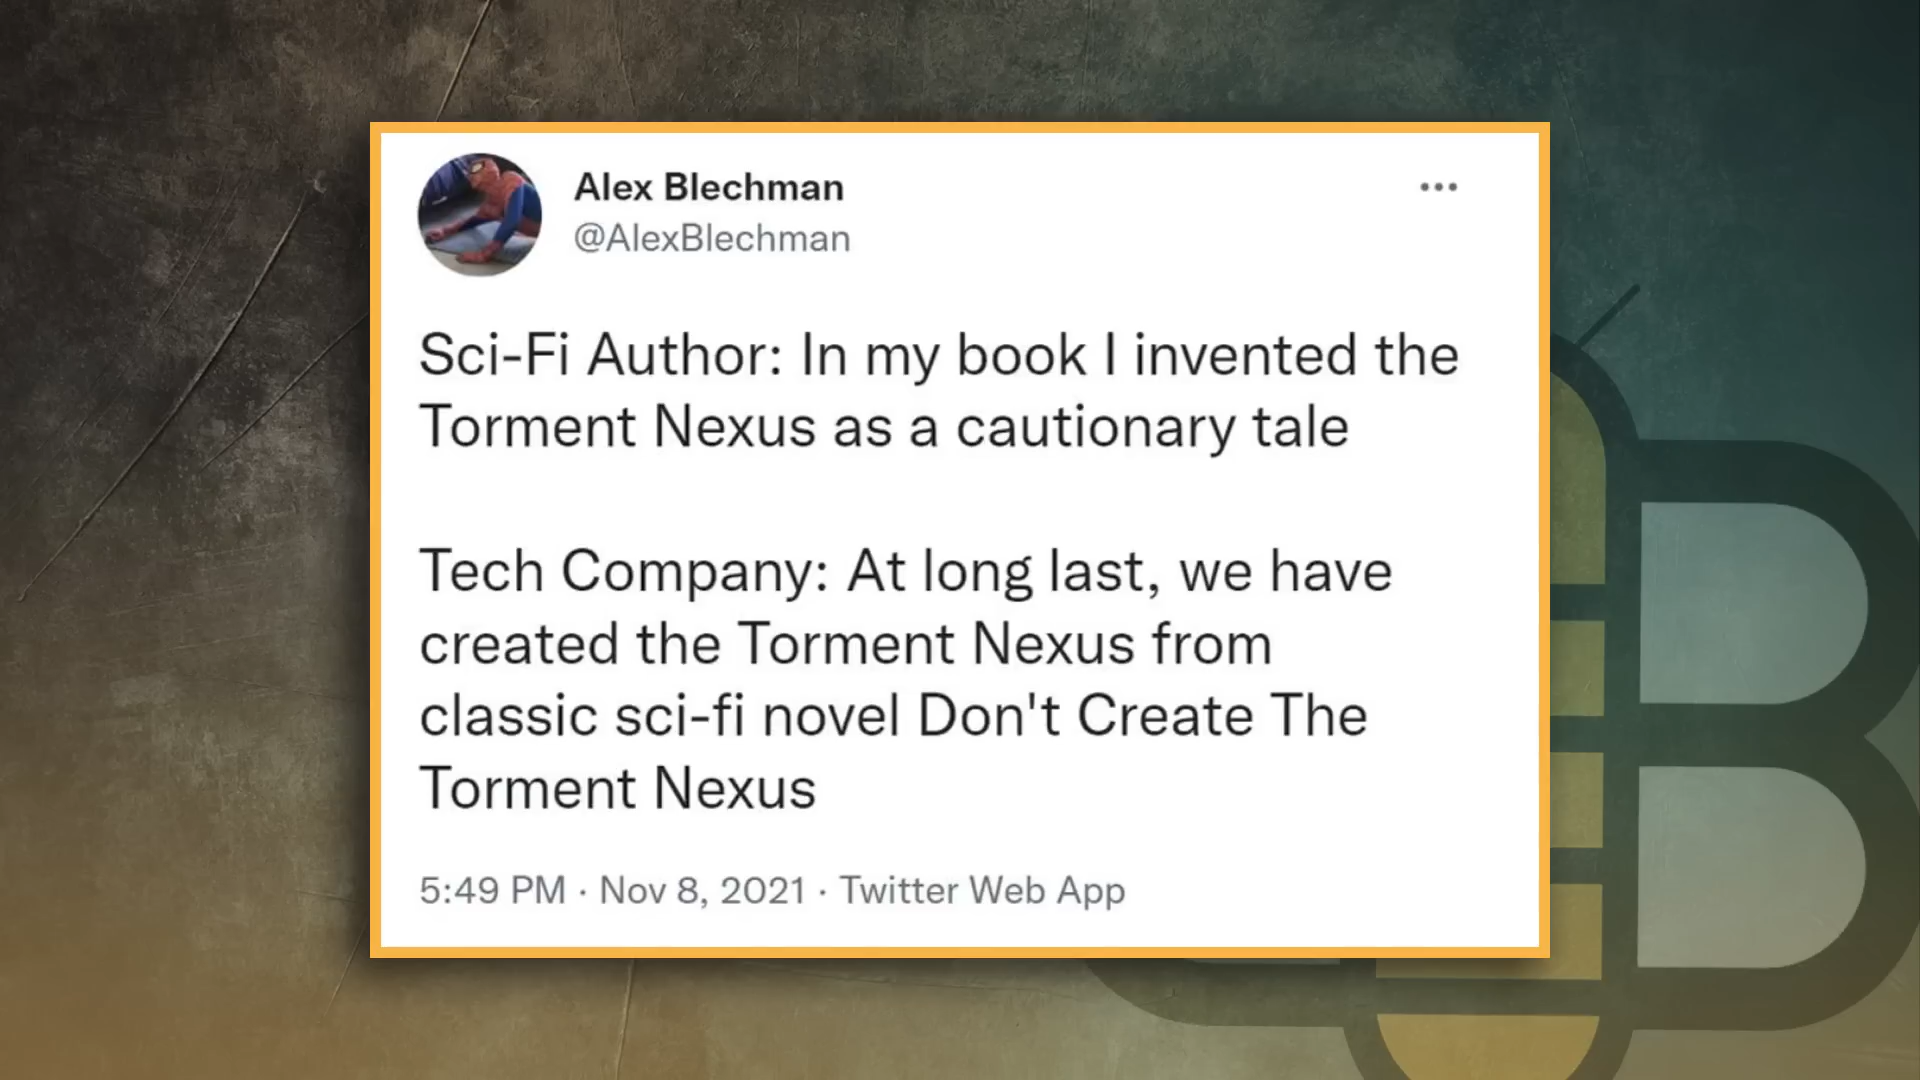 Alex Blechman
@AlexBlechman
Sci-Fi Author: In my book I invented the
Torment Nexus as a cautionary tale
Tech Company: At long last, we have
created the Torment Nexus from
classic sci-fi novel Don't Create The
Torment Nexus
5:49 PM · Nov 8, 2021 · Twitter Web App